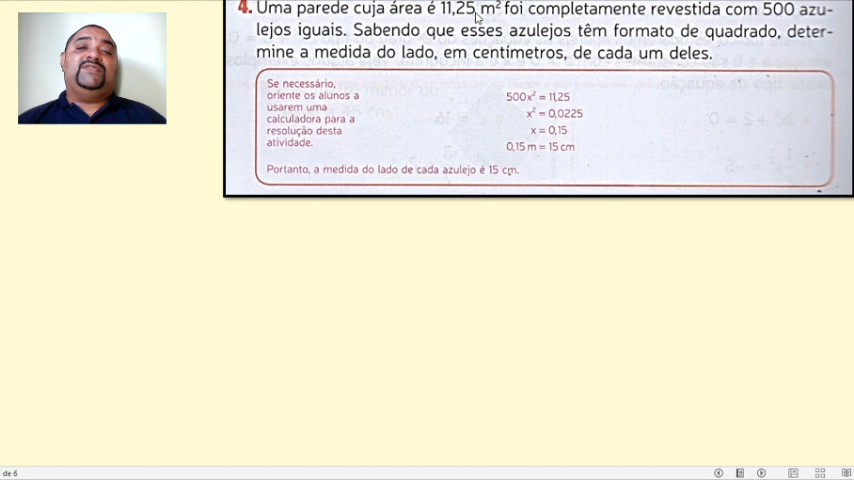 4. Uma parede cuja área é 11,25 m² foi completamente revestida com 500 azu-
lejos iguais. Sabendo que esses azulejos têm formato de quadrado, deter-
mine a medida do lado, em centímetros, de cada um deles.
Se necessário,
oriente os alunos a
usarem uma
calculadora para a
resolução desta
atividade.
500x² = 11,25
x² = 0,0225
x = 0,15
0,15 m = 15 cm
Portanto, a medida do lado de cada azulejo é 15 cm.
de 6